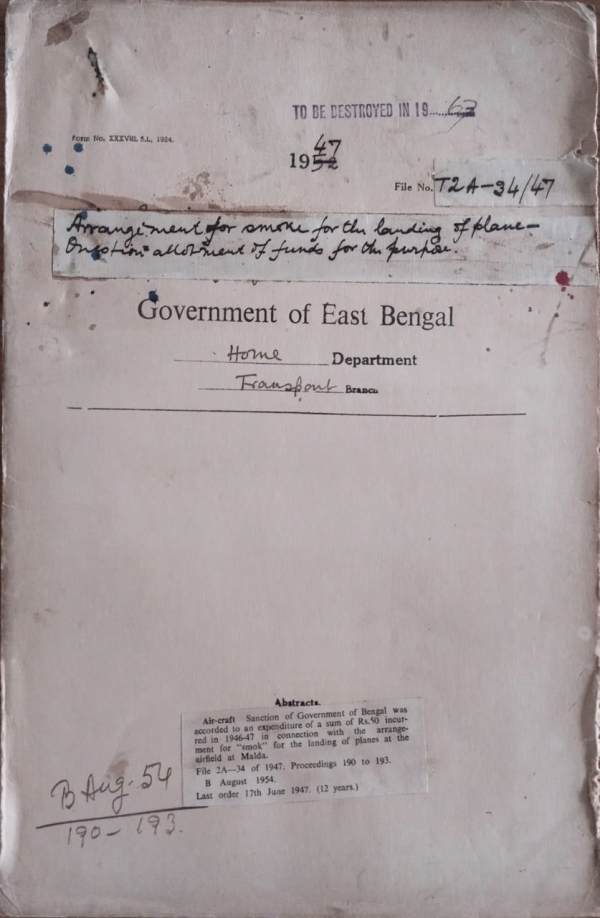 TO BE DESTROYED IN 19......63
Form No. XXXVIII S.L, 1924.
47
1952
File No. T2A-34/47
Arrangement for smoke for the landing of plane-
allotment of funds for the purpose.
Government of East Bengal
Home Department
Transport Branch
Abstracts.
Air-craft Sanction of Government of Bengal was
accorded to an expenditure of a sum of Rs.50 incur-
red in 1946-47 in connection with the arrange-
ment for "smok" for the landing of planes at the
airfield at Malda.
File 2A—34 of 1947. Proceedings 190 to 193.
B August 1954.
Last order 17th June 1947. (12 years.)
B Aug. 54
190-193.